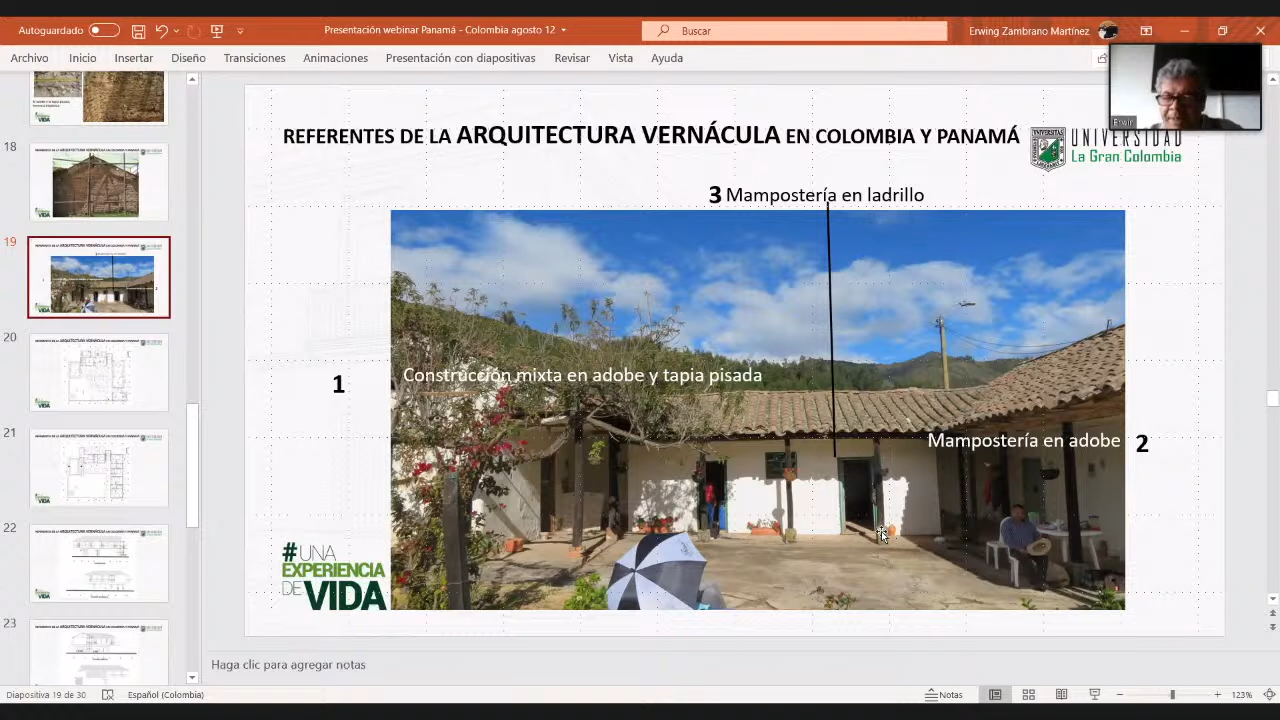 Autoguardado
Presentación webinar Panamá - Colombia agosto 12
Buscar
Erwing Zambrano Martínez
Archivo
Inicio
Insertar
Diseño
Transiciones
Animaciones
Presentación con diapositivas
Revisar
Vista
Ayuda
18
19
20
21
22
23
Erwin
REFERENTES DE LA ARQUITECTURA VERNÁCULA EN COLOMBIA Y PANAMÁ
UNIVERSIDAD
La Gran Colombia
3 Mampostería en ladrillo
1
Construcción mixta en adobe y tapia pisada
Mampostería en adobe 2
#UNA
EXPERIENCIA
DE VIDA
Haga clic para agregar notas
Diapositiva 19 de 30
Español (Colombia)
Notas
123%